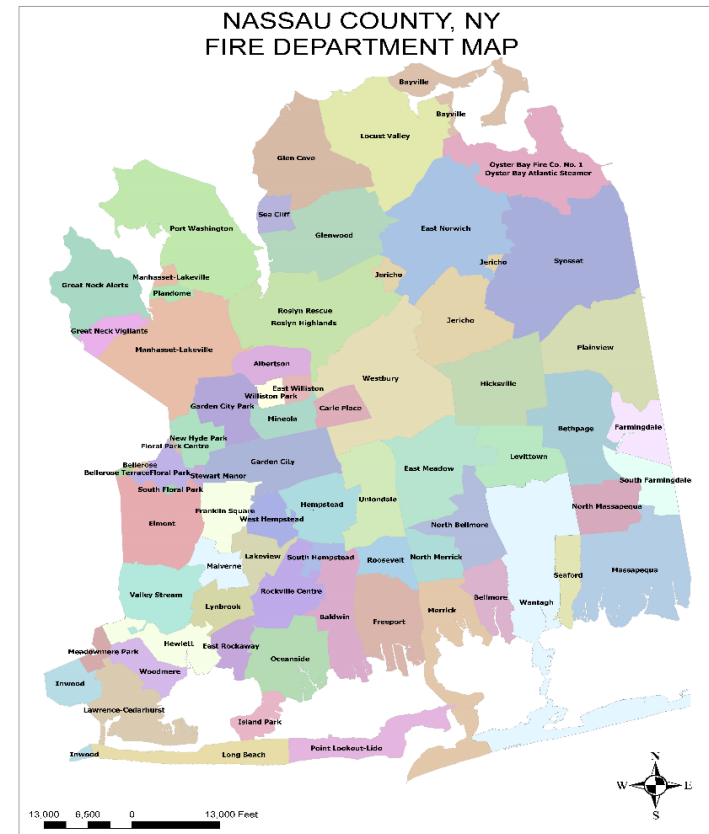 NASSAU COUNTY, NY
FIRE DEPARTMENT MAP
Bayville
Bayville
Locust Valley
Glen Cove
Oyster Bay Fire Co. No. 1
Oyster Bay Atlantic Steamer
Sea Cliff
Port Washington
Glenwood
East Norwich
Syosset
Jericho
Jericho
Manhasset-Lakeville
Great Neck Alerts
Plandome
Roslyn Rescue
Roslyn Highlands
Jericho
Great Neck Vigilants
Manhasset-Lakeville
Plainview
Albertson
Westbury
Hicksville
East Williston
Williston Park
Garden City Park
Carle Place
Mineola
Bethpage
Farmingdale
New Hyde Park
Floral Park Centre
Garden City
Levittown
Bellerose
Bellerose Terrace
Floral Park
Stewart Manor
East Meadow
South Farmingdale
South Floral Park
Franklin Square
Hempstead
Uniondale
North Massapequa
West Hempstead
Elmont
North Bellmore
Lakeview
South Hempstead
Roosevelt
North Merrick
Malverne
Massapequa
Seaford
Valley Stream
Rockville Centre
Bellmore
Wantagh
Lynbrook
Baldwin
Freeport
Merrick
Hewlett
East Rockaway
Meadowmere Park
Oceanside
Woodmere
Inwood
Lawrence-Cedarhurst
Island Park
Inwood
Long Beach
Point Lookout-Lido
N
W
E
S
13,000 6,500 0 13,000 Feet